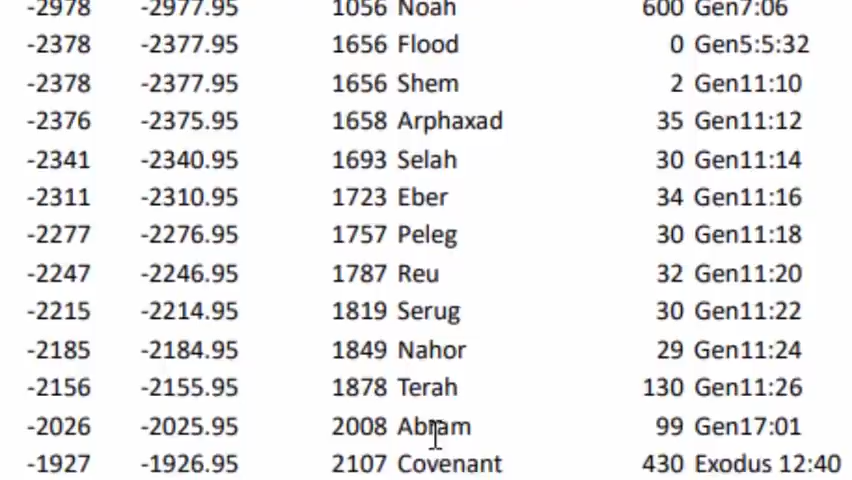 -2978 -2977.95 1056 Noah 600 Gen7:06
-2378 -2377.95 1656 Flood 0 Gen5:5:32
-2378 -2377.95 1656 Shem 2 Gen11:10
-2376 -2375.95 1658 Arphaxad 35 Gen11:12
-2341 -2340.95 1693 Selah 30 Gen11:14
-2311 -2310.95 1723 Eber 34 Gen11:16
-2277 -2276.95 1757 Peleg 30 Gen11:18
-2247 -2246.95 1787 Reu 32 Gen11:20
-2215 -2214.95 1819 Serug 30 Gen11:22
-2185 -2184.95 1849 Nahor 29 Gen11:24
-2156 -2155.95 1878 Terah 130 Gen11:26
-2026 -2025.95 2008 Abram 99 Gen17:01
-1927 -1926.95 2107 Covenant 430 Exodus 12:40